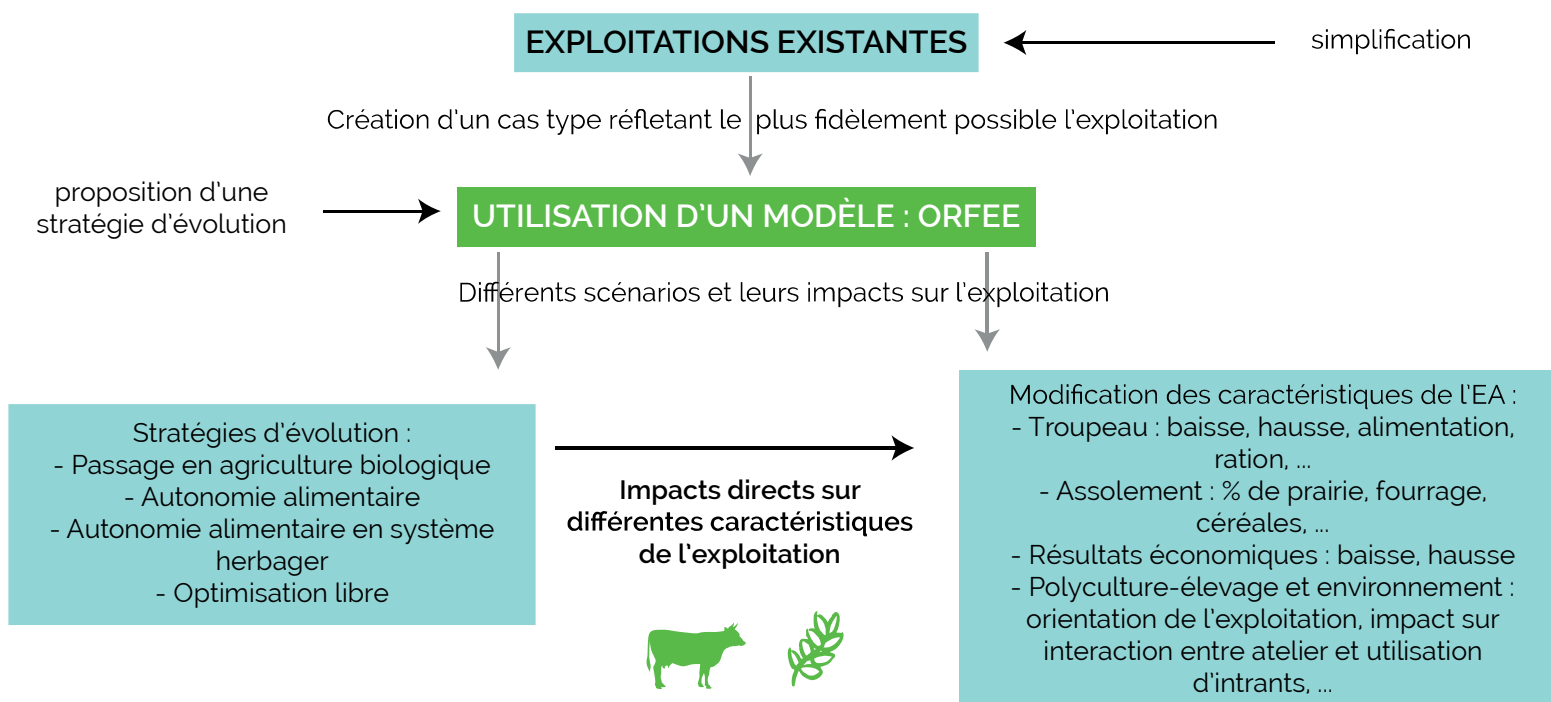 EXPLOITATIONS EXISTANTES
simplification
Création d'un cas type réfletant le plus fidèlement possible l'exploitation
proposition d'une
stratégie d'évolution
UTILISATION D'UN MODÈLE : ORFEE
Différents scénarios et leurs impacts sur l'exploitation
Stratégies d'évolution :
- Passage en agriculture biologique
- Autonomie alimentaire
- Autonomie alimentaire en système
herbager
- Optimisation libre
Impacts directs sur
différentes caractéristiques
de l'exploitation
Modification des caractéristiques de l'EA :
- Troupeau : baisse, hausse, alimentation,
ration, ...
- Assolement : % de prairie, fourrage,
céréales, ...
- Résultats économiques : baisse, hausse
- Polyculture-élevage et environnement :
orientation de l'exploitation, impact sur
interaction entre atelier et utilisation
d'intrants, ...